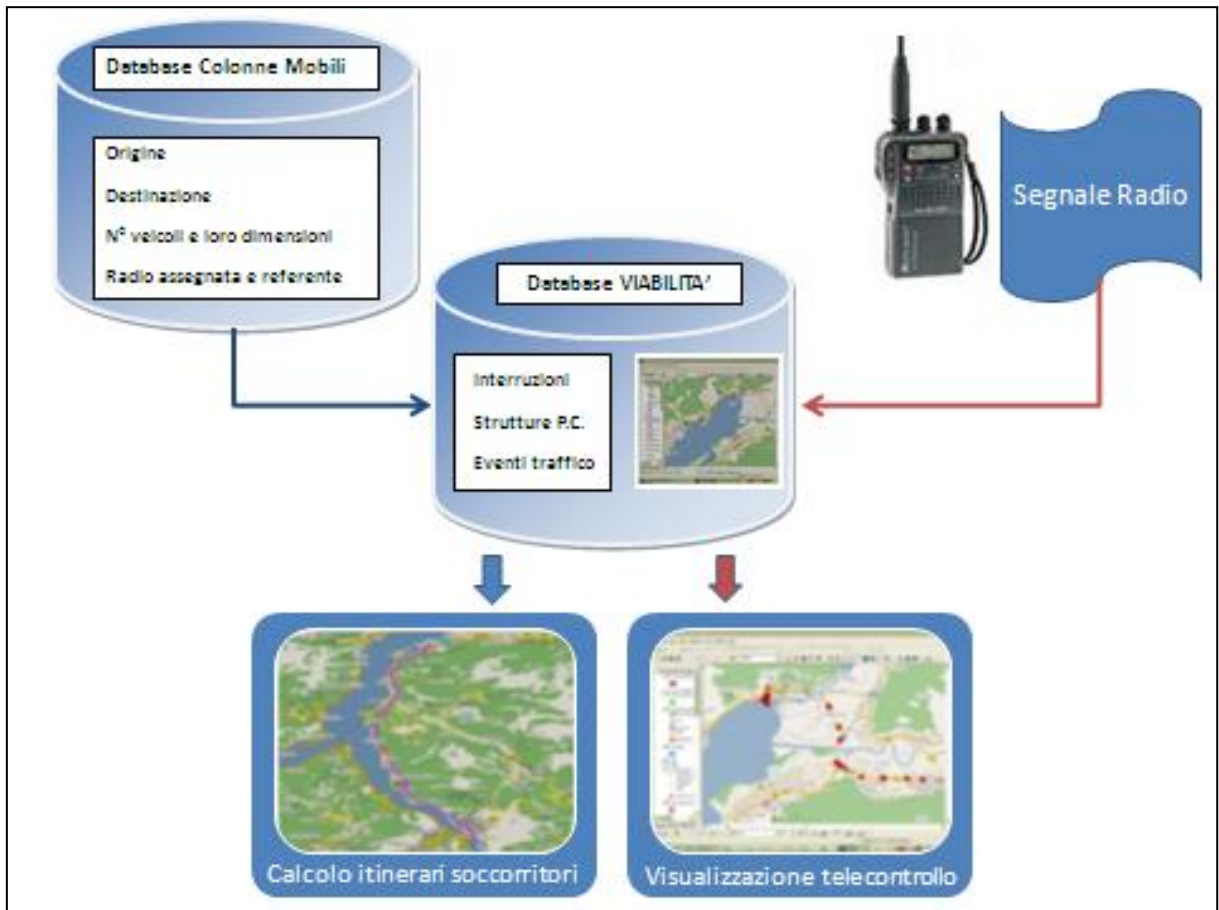 Database Colonne Mobili
Origine
Destinazione
N° veicoli e loro dimensioni
Radio assegnata e referente
Segnale Radio
Database VIABILITA'
Interruzioni
Strutture P.C.
Eventi traffico
Calcolo itinerari soccorritori
Visualizzazione telecontrollo